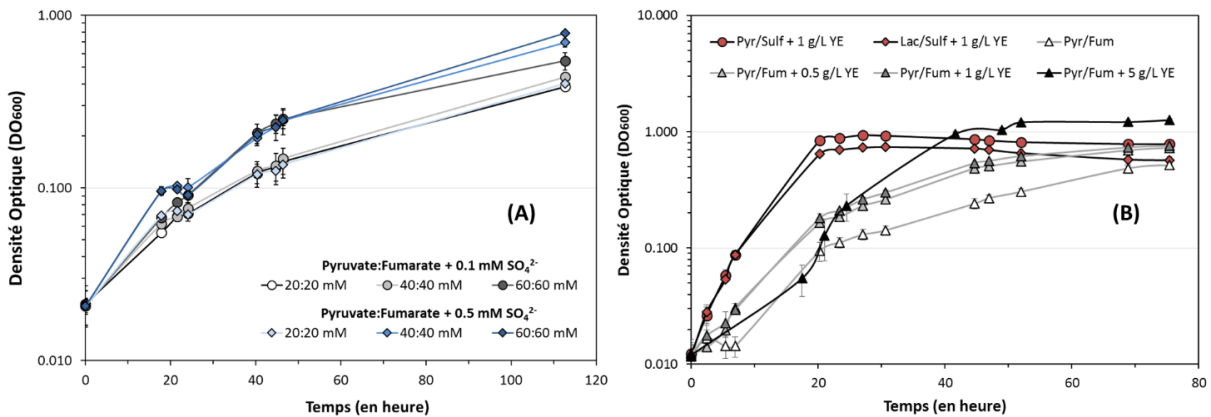 1.000
0.100
0.010
Densité Optique (DO600)
(A)
Pyruvate:Fumarate + 0.1 mM SO₄²⁻
20:20 mM 40:40 mM 60:60 mM
Pyruvate:Fumarate + 0.5 mM SO₄²⁻
20:20 mM 40:40 mM 60:60 mM
0 20 40 60 80 100 120
Temps (en heure)
10.000
1.000
0.100
0.010
Densité Optique (DO600)
Pyr/Sulf + 1 g/L YE Lac/Sulf + 1 g/L YE Pyr/Fum
Pyr/Fum + 0.5 g/L YE Pyr/Fum + 1 g/L YE Pyr/Fum + 5 g/L YE
(B)
0 20 40 60 80
Temps (en heure)